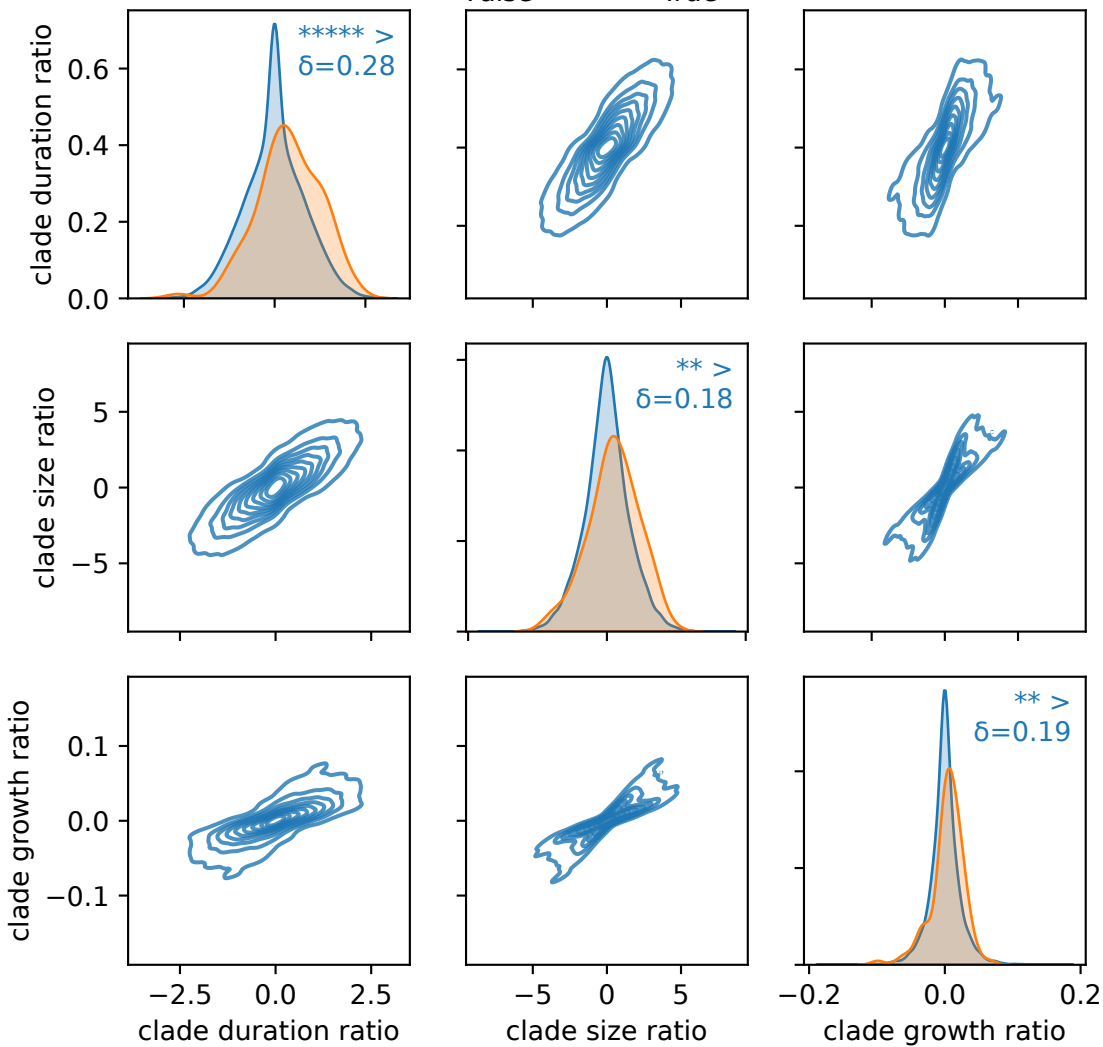 ***** >
δ=0.28
clade duration ratio
0.6
0.4
0.2
0.0
** >
δ=0.18
clade size ratio
5
0
−5
** >
δ=0.19
clade growth ratio
0.1
0.0
−0.1
−2.5 0.0 2.5
−5 0 5
−0.2 0.0 0.2
clade duration ratio
clade size ratio
clade growth ratio